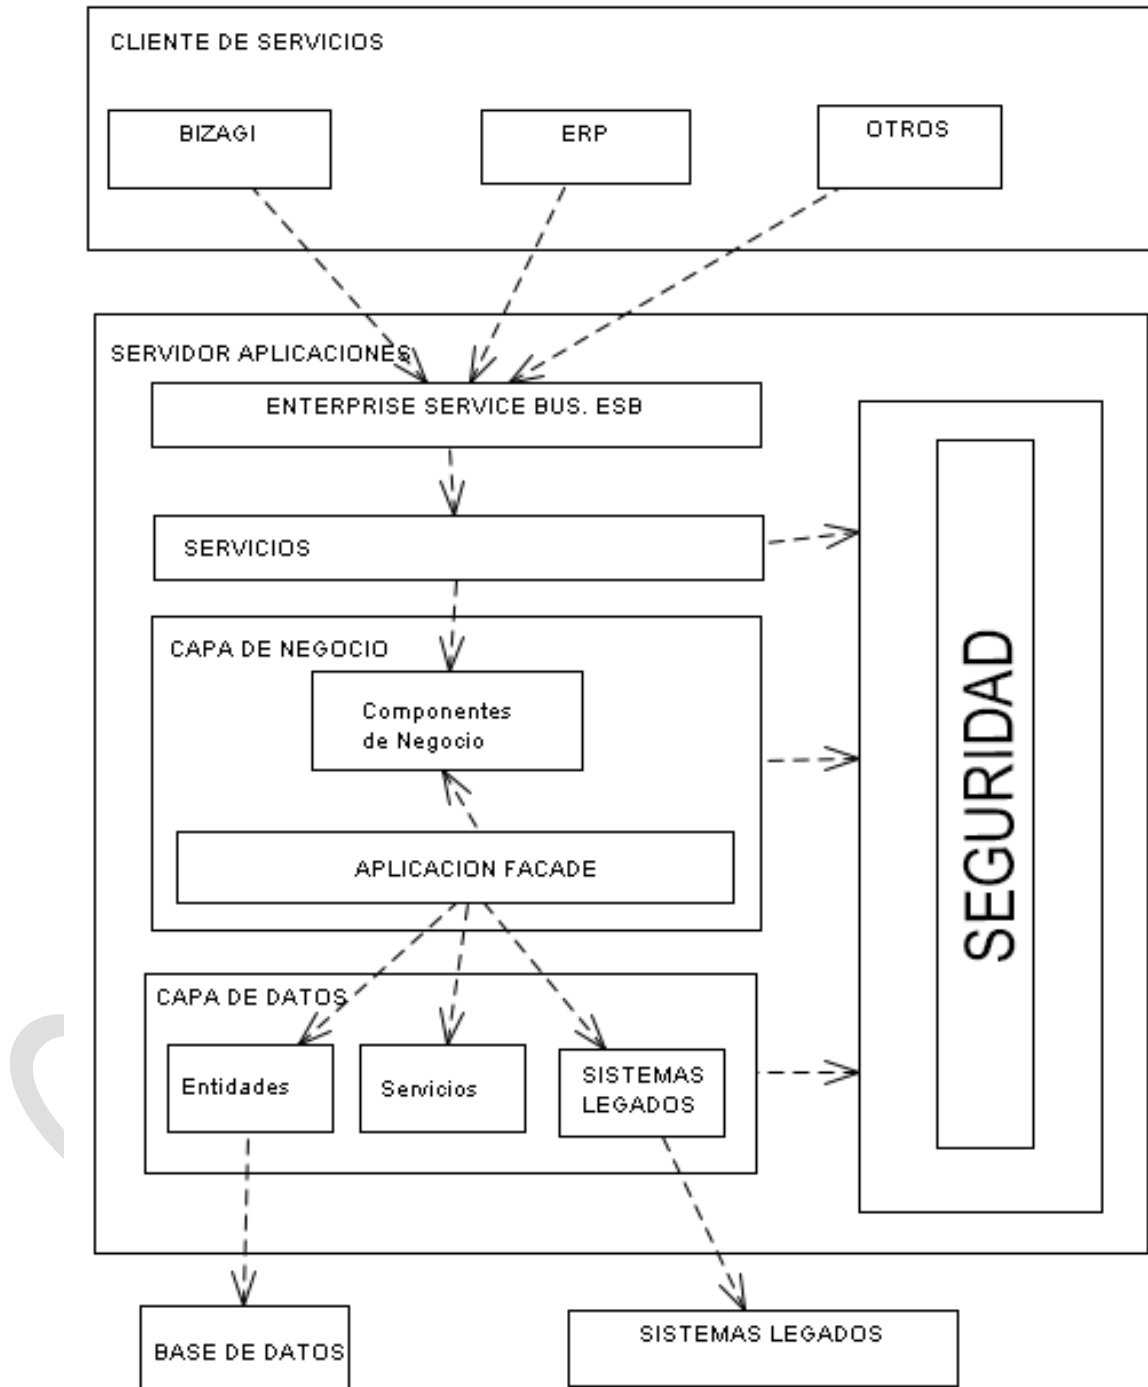 CLIENTE DE SERVICIOS
BIZAGI
ERP
OTROS
SERVIDOR APLICACIONES
ENTERPRISE SERVICE BUS. ESB
SERVICIOS
CAPA DE NEGOCIO
Componentes
de Negocio
APLICACION FACADE
SEGURIDAD
CAPA DE DATOS
Entidades
Servicios
SISTEMAS
LEGADOS
BASE DE DATOS
SISTEMAS LEGADOS